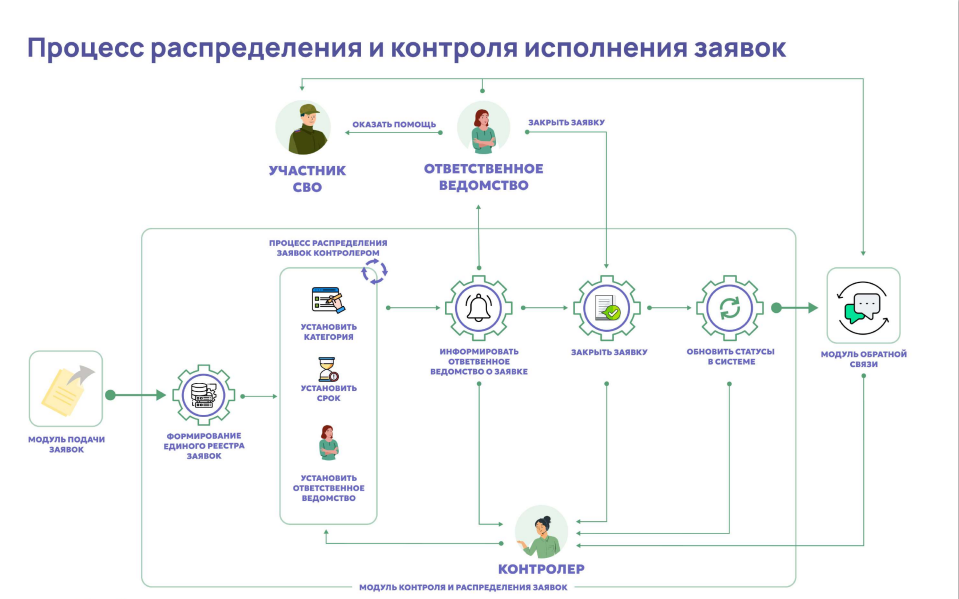 Процесс распределения и контроля исполнения заявок
ОКАЗАТЬ ПОМОЩЬ
ЗАКРЫТЬ ЗАЯВКУ
УЧАСТНИК
СВО
ОТВЕТСТВЕННОЕ
ВЕДОМСТВО
ПРОЦЕСС РАСПРЕДЕЛЕНИЯ
ЗАЯВОК КОНТРОЛЕРОМ
УСТАНОВИТЬ
КАТЕГОРИЯ
УСТАНОВИТЬ
СРОК
УСТАНОВИТЬ
ОТВЕТСТВЕННОЕ
ВЕДОМСТВО
МОДУЛЬ ПОДАЧИ
ЗАЯВОК
ФОРМИРОВАНИЕ
ЕДИНОГО РЕЕСТРА
ЗАЯВОК
ИНФОРМИРОВАТЬ
ОТВЕТВЕННОЕ
ВЕДОМСТВО О ЗАЯВКЕ
ЗАКРЫТЬ ЗАЯВКУ
ОБНОВИТЬ СТАТУСЫ
В СИСТЕМЕ
МОДУЛЬ ОБРАТНОЙ
СВЯЗИ
КОНТРОЛЕР
МОДУЛЬ КОНТРОЛЯ И РАСПРЕДЕЛЕНИЯ ЗАЯВОК